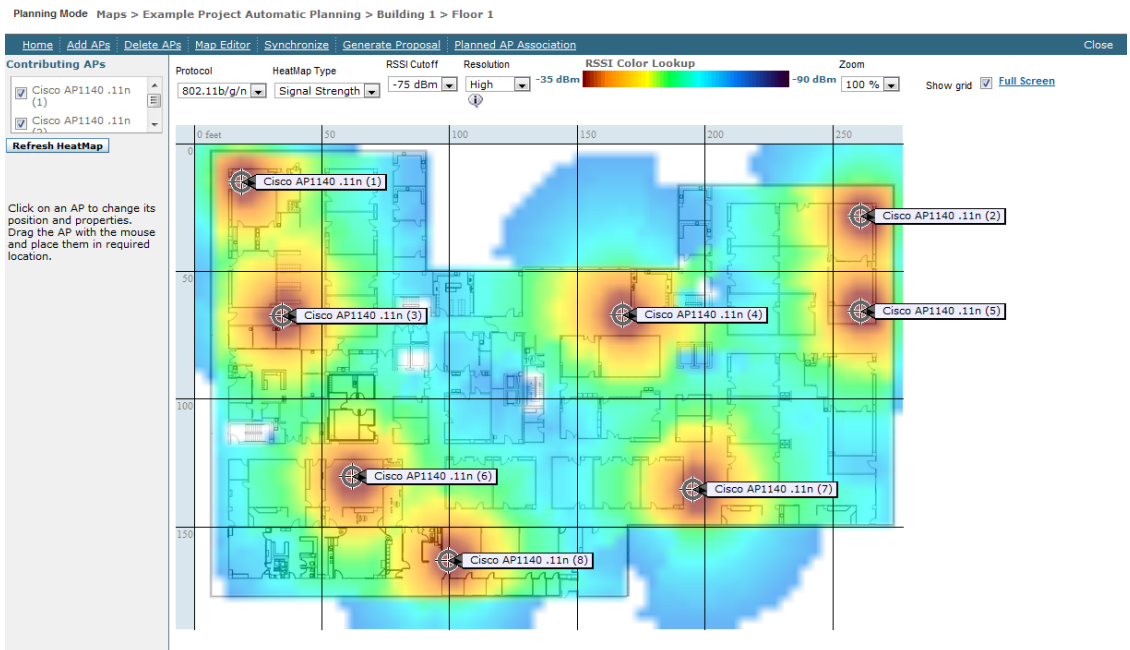 Planning Mode Maps > Example Project Automatic Planning > Building 1 > Floor 1
Home Add APs Delete APs Map Editor Synchronize Generate Proposal Planned AP Association Close
Contributing APs
Cisco AP1140 .11n
(1)
Cisco AP1140 .11n
Refresh HeatMap
Click on an AP to change its
position and properties.
Drag the AP with the mouse
and place them in required
location.
Protocol
802.11b/g/n
HeatMap Type
Signal Strength
RSSI Cutoff
-75 dBm
Resolution
High
RSSI Color Lookup
-35 dBm -90 dBm
Zoom
100 %
Show grid Full Screen
0 feet 50 100 150 200 250
0
50
100
150
Cisco AP1140 .11n (1)
Cisco AP1140 .11n (2)
Cisco AP1140 .11n (3)
Cisco AP1140 .11n (4)
Cisco AP1140 .11n (5)
Cisco AP1140 .11n (6)
Cisco AP1140 .11n (7)
Cisco AP1140 .11n (8)